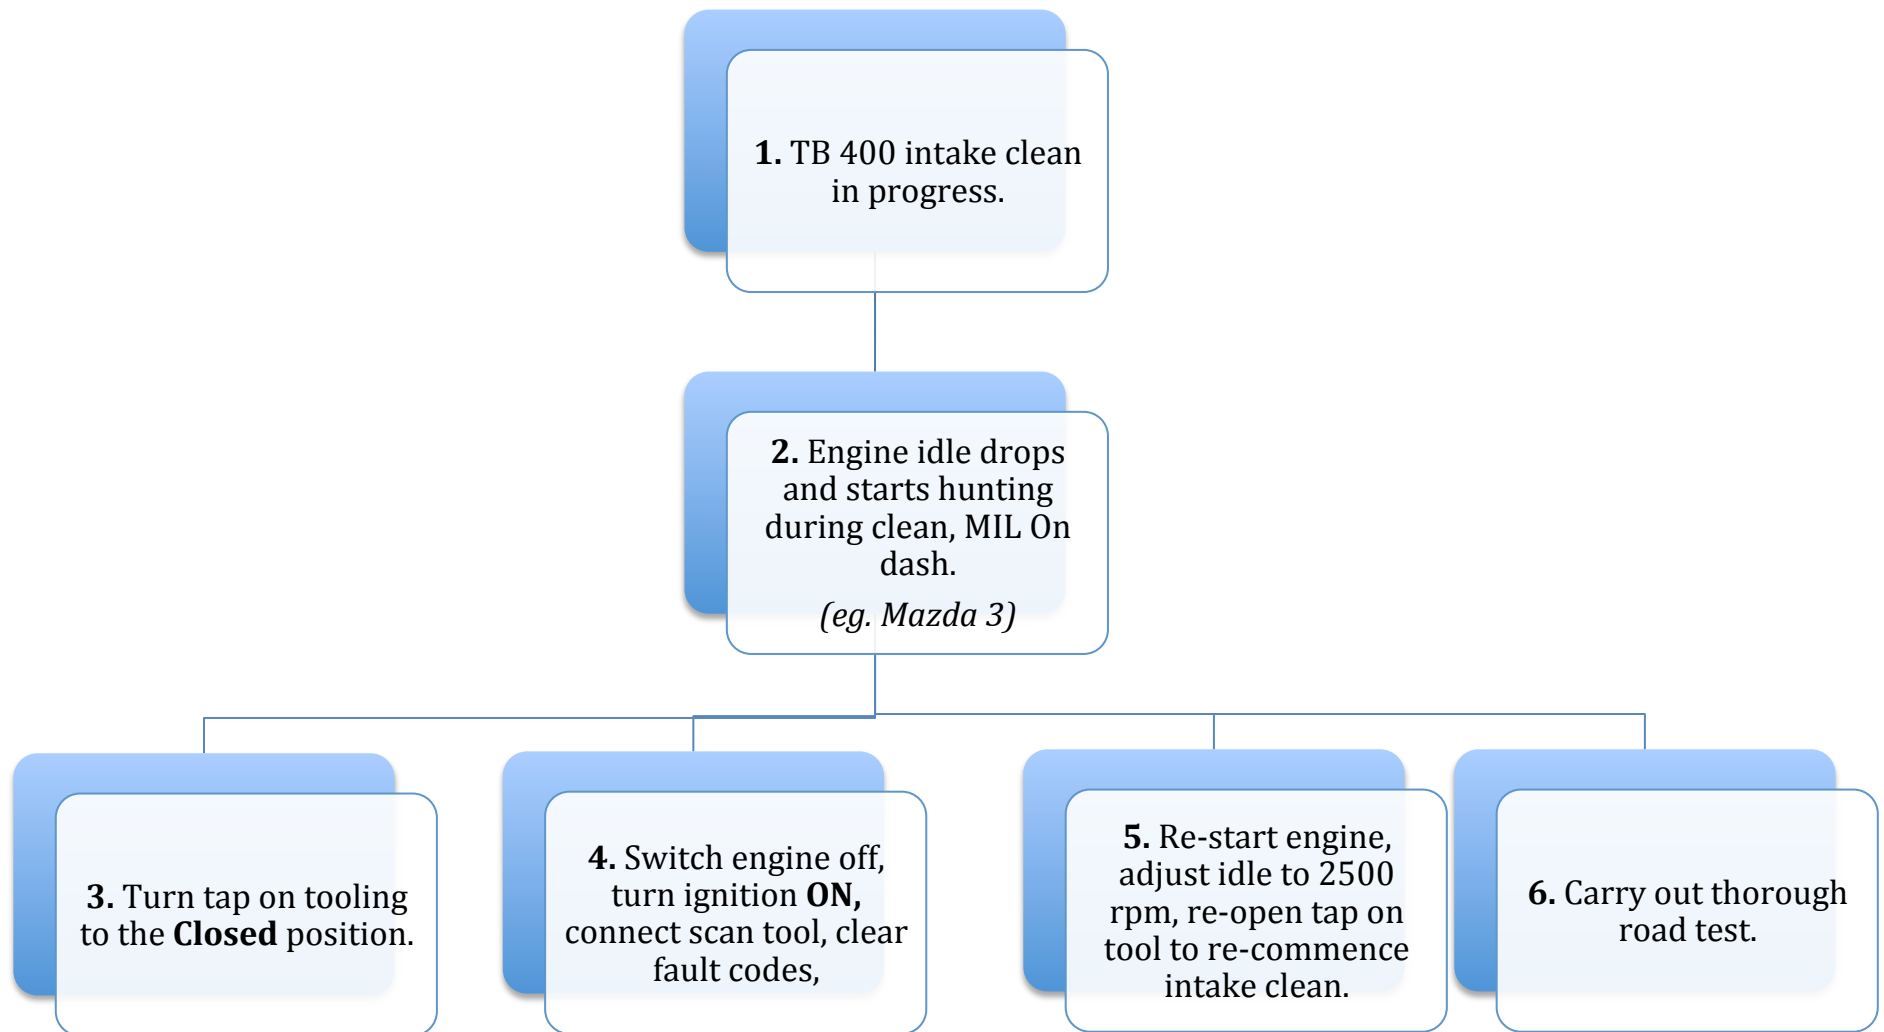 1. TB 400 intake clean
in progress.
2. Engine idle drops
and starts hunting
during clean, MIL On
dash.
(eg. Mazda 3)
3. Turn tap on tooling
to the Closed position.
4. Switch engine off,
turn ignition ON,
connect scan tool, clear
fault codes,
5. Re-start engine,
adjust idle to 2500
rpm, re-open tap on
tool to re-commence
intake clean.
6. Carry out thorough
road test.